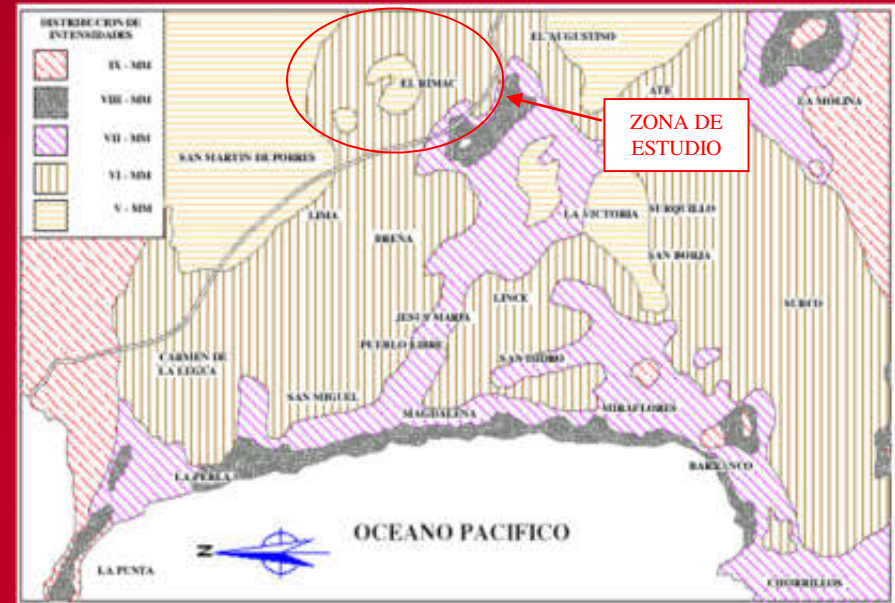 DISTRIBUCION DE
INTENSIDADES
IX - MM
VIII - MM
VII - MM
VI - MM
V - MM
EL AUGUSTINO
EL RIMAC
ATE
LA MOLINA
ZONA DE
ESTUDIO
SAN MARTIN DE PORRES
LIMA
BREÑA
LA VICTORIA
SURQUILLO
SAN BORJA
LINCE
SURCO
JESUS MARIA
PUEBLO LIBRE
SAN ISIDRO
CARMEN DE
LA LEGUA
SAN MIGUEL
MAGDALENA
MIRAFLORES
LA PERLA
BARRANCO
OCEANO PACIFICO
N
LA PUNTA
CHORRILLOS